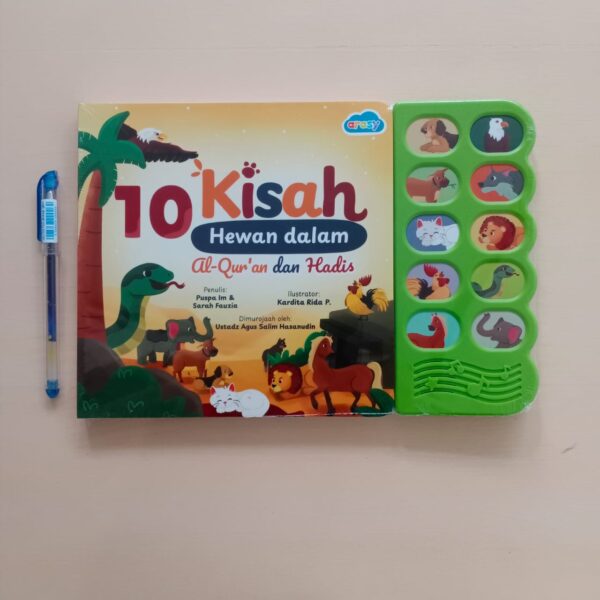 arasy
10 Kisah
Hewan dalam
Al-Qur'an dan Hadis
Penulis:
Puspa Im &
Sarah Fauzia
Ilustrator:
Kardita Rida P.
Dimurojaah oleh:
Ustadz Agus Salim Hasanudin